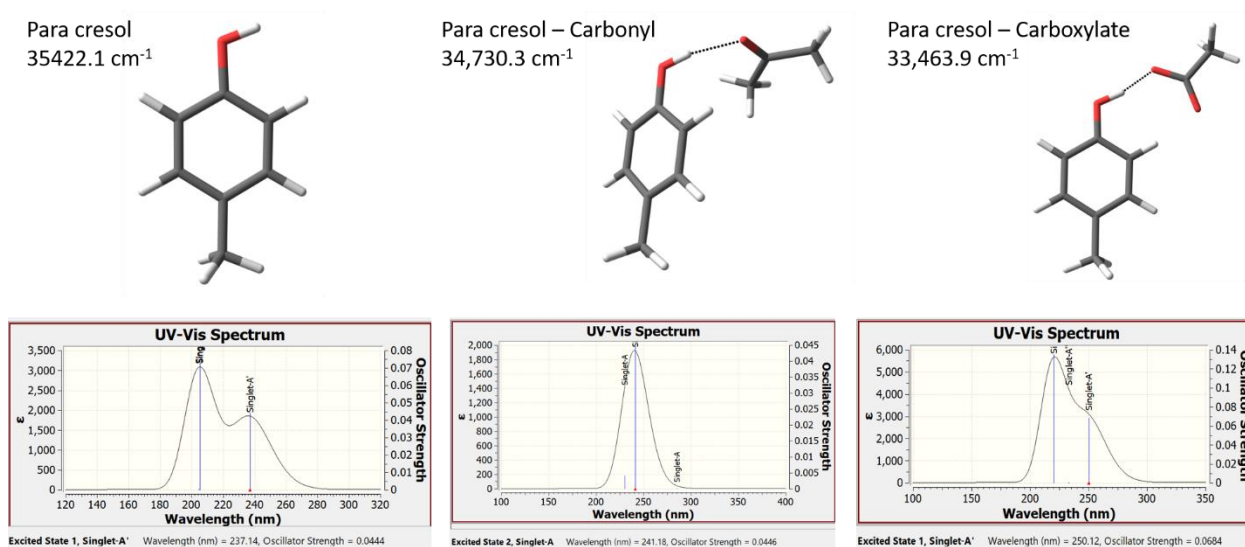 Para cresol
35422.1 cm-1
Para cresol – Carbonyl
34,730.3 cm-1
Para cresol – Carboxylate
33,463.9 cm-1
UV-Vis Spectrum
3,500
3,000
2,500
2,000
1,500
1,000
500
0
ε
Sing
Singlet-A'
0.08
0.07
0.06
0.05
0.04
0.03
0.02
0.01
0
Oscillator Strength
120 140 160 180 200 220 240 260 280 300 320
Wavelength (nm)
Excited State 1, Singlet-A' Wavelength (nm) = 237.14, Oscillator Strength = 0.0444
UV-Vis Spectrum
2,000
1,800
1,600
1,400
1,200
1,000
800
600
400
200
0
ε
Singlet-A
S
Singlet-A
0.045
0.04
0.035
0.03
0.025
0.02
0.015
0.01
0.005
0
Oscillator Strength
100 150 200 250 300 350 400
Wavelength (nm)
Excited State 2, Singlet-A Wavelength (nm) = 241.18, Oscillator Strength = 0.0446
UV-Vis Spectrum
6,000
5,000
4,000
3,000
2,000
1,000
0
ε
Si
Singlet-A"
Singlet-A'
0.14
0.12
0.10
0.08
0.06
0.04
0.02
0
Oscillator Strength
100 150 200 250 300 350
Wavelength (nm)
Excited State 1, Singlet-A' Wavelength (nm) = 250.12, Oscillator Strength = 0.0684